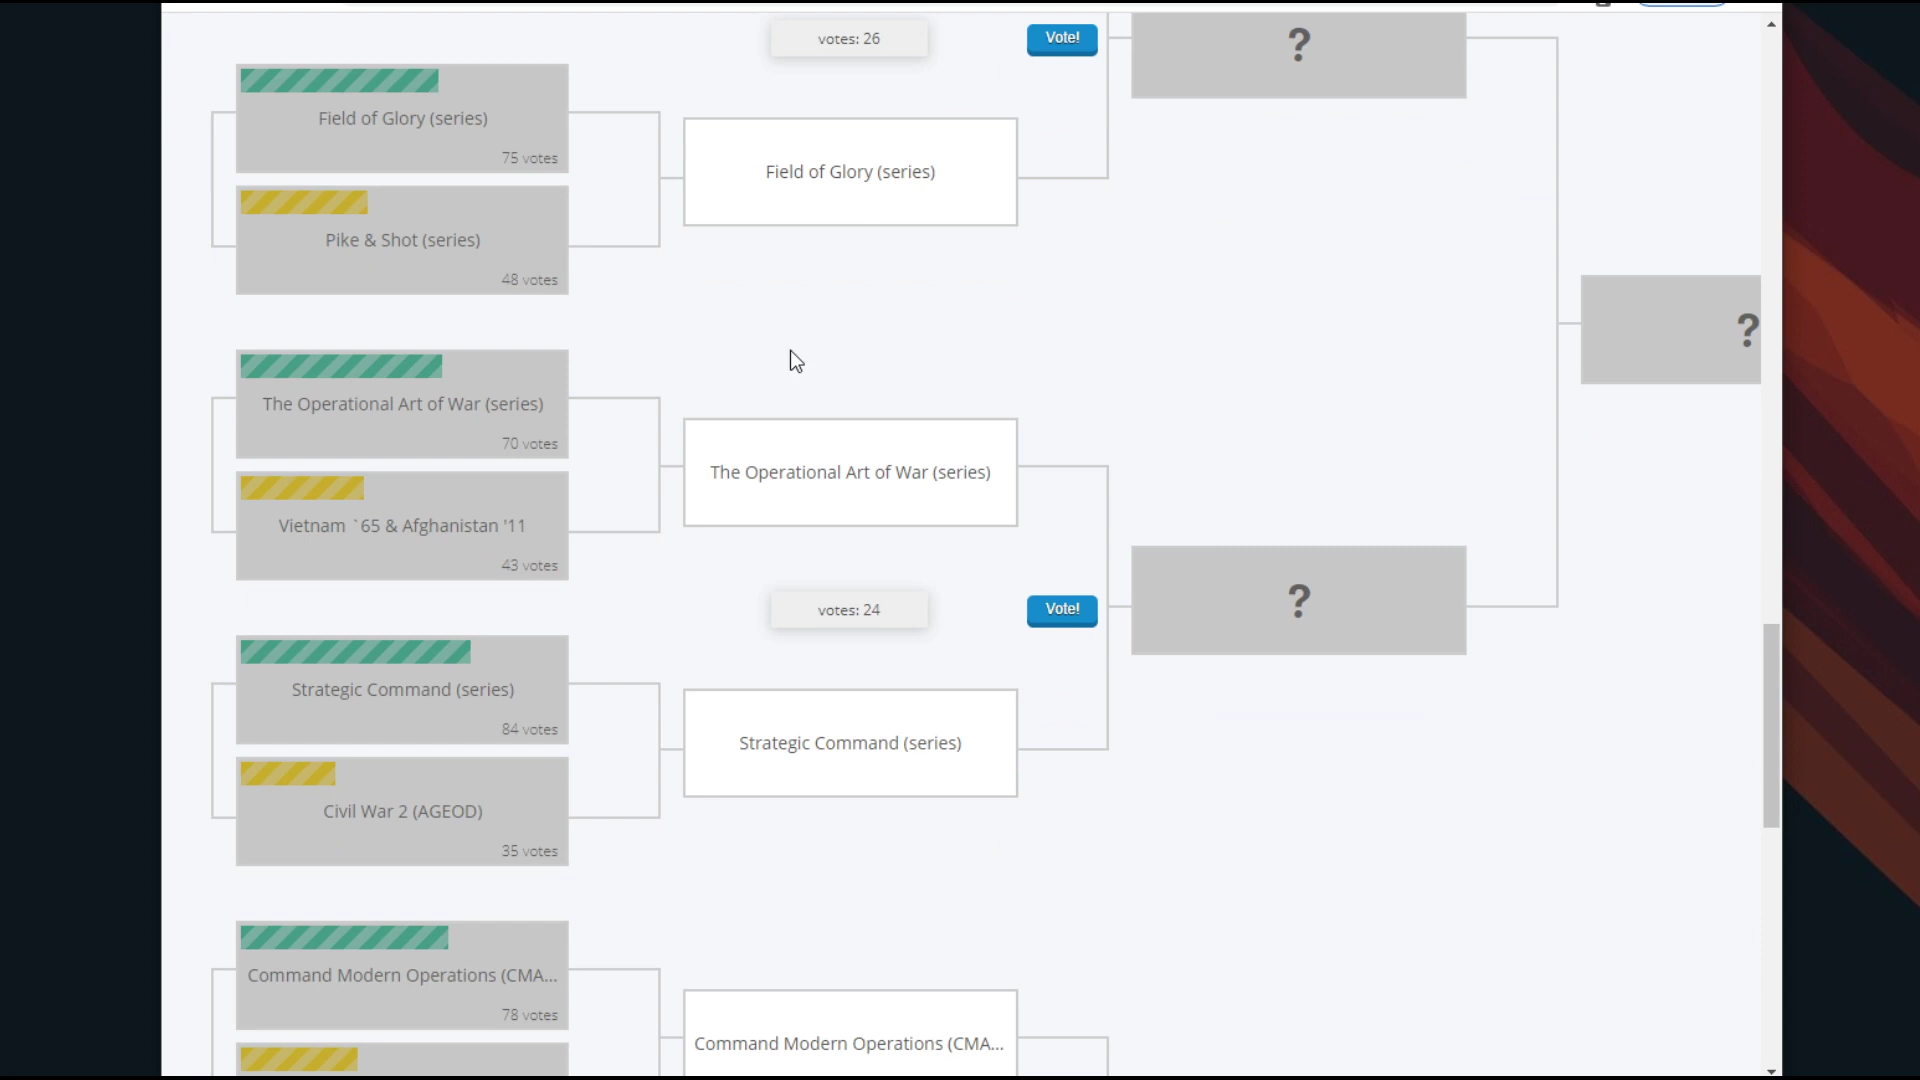 votes: 26
Vote!
?
Field of Glory (series)
75 votes
Field of Glory (series)
Pike & Shot (series)
48 votes
?
The Operational Art of War (series)
70 votes
The Operational Art of War (series)
Vietnam `65 & Afghanistan '11
43 votes
votes: 24
Vote!
?
Strategic Command (series)
84 votes
Strategic Command (series)
Civil War 2 (AGEOD)
35 votes
Command Modern Operations (CMA...
78 votes
Command Modern Operations (CMA...